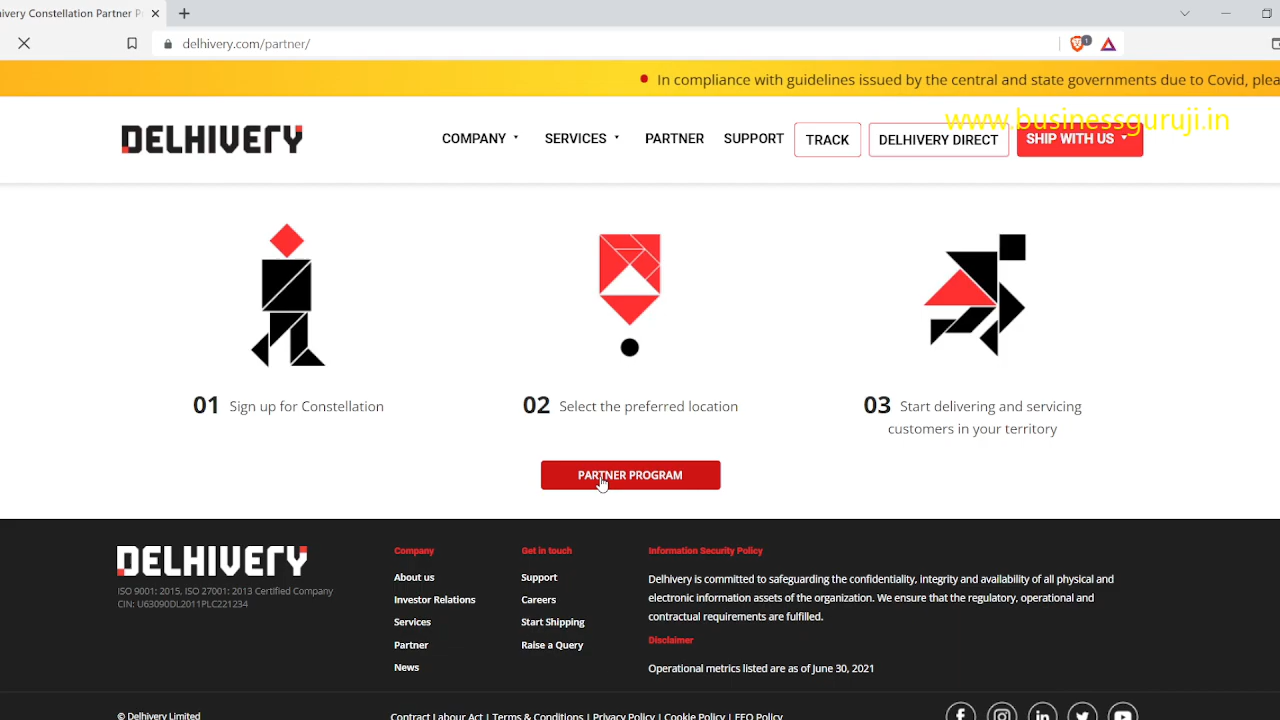 ivery Constellation Partner P
delhivery.com/partner/
1
In compliance with guidelines issued by the central and state governments due to Covid, plea
www.businessguruji.in
DELHIVERY
COMPANY
SERVICES
PARTNER
SUPPORT
TRACK
DELHIVERY DIRECT
SHIP WITH US
01 Sign up for Constellation
02 Select the preferred location
03 Start delivering and servicing
customers in your territory
PARTNER PROGRAM
DELHIVERY
ISO 9001: 2015, ISO 27001: 2013 Certified Company
CIN: U63090DL2011PLC221234
Company
About us
Investor Relations
Services
Partner
News
Get in touch
Support
Careers
Start Shipping
Raise a Query
Information Security Policy
Delhivery is committed to safeguarding the confidentiality, integrity and availability of all physical and
electronic information assets of the organization. We ensure that the regulatory, operational and
contractual requirements are fulfilled.
Disclaimer
Operational metrics listed are as of June 30, 2021
© Delhivery Limited
Contract Labour Act | Terms & Conditions | Privacy Policy | Cookie Policy | EEO Policy